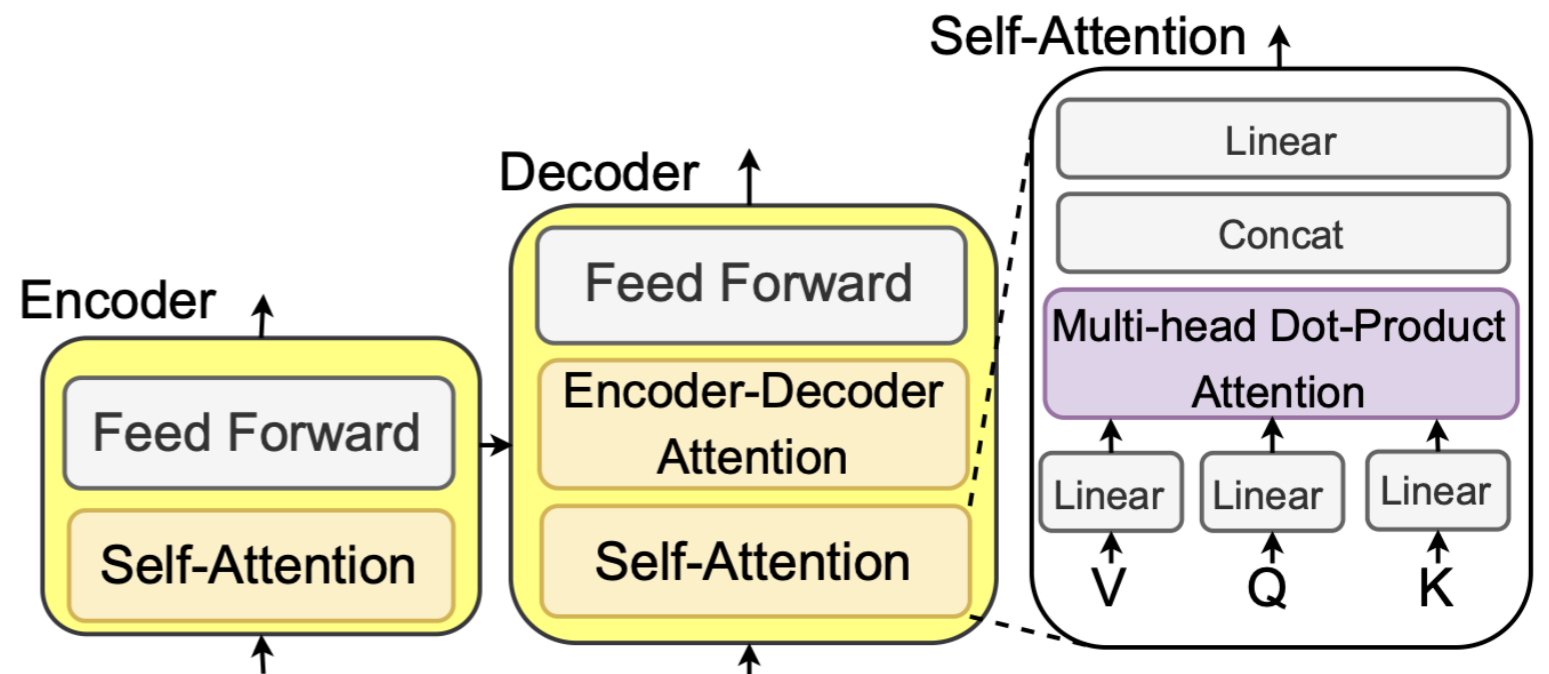 Encoder
Feed Forward
Self-Attention
Decoder
Feed Forward
Encoder-Decoder
Attention
Self-Attention
Self-Attention
Linear
Concat
Multi-head Dot-Product
Attention
Linear
Linear
Linear
V
Q
K